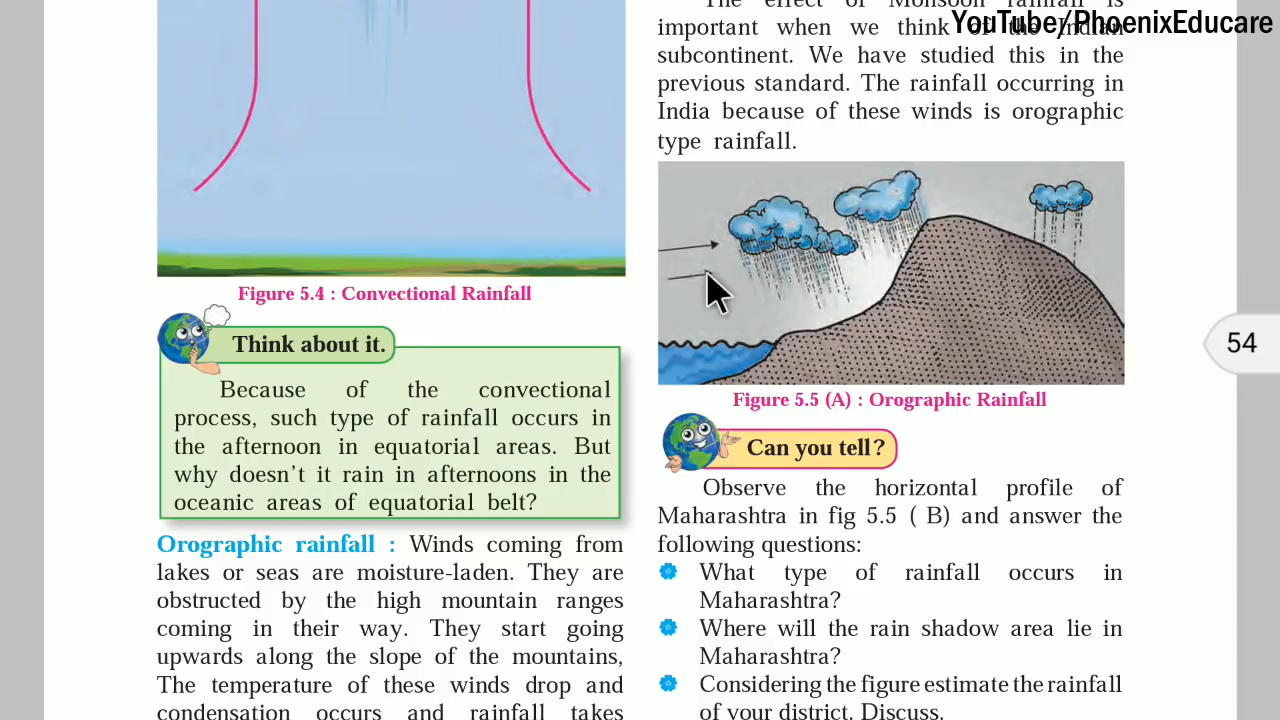 YouTube/PhoenixEducare
Figure 5.4 : Convectional Rainfall
Think about it.
Because of the convectional
process, such type of rainfall occurs in
the afternoon in equatorial areas. But
why doesn't it rain in afternoons in the
oceanic areas of equatorial belt?
Orographic rainfall : Winds coming from
lakes or seas are moisture-laden. They are
obstructed by the high mountain ranges
coming in their way. They start going
upwards along the slope of the mountains,
The temperature of these winds drop and
condensation occurs and rainfall takes
The effect of Monsoon rainfall is
important when we think of the Indian
subcontinent. We have studied this in the
previous standard. The rainfall occurring in
India because of these winds is orographic
type rainfall.
Figure 5.5 (A) : Orographic Rainfall
Can you tell?
Observe the horizontal profile of
Maharashtra in fig 5.5 ( B) and answer the
following questions:
What type of rainfall occurs in
Maharashtra?
Where will the rain shadow area lie in
Maharashtra?
Considering the figure estimate the rainfall
of your district. Discuss.
54